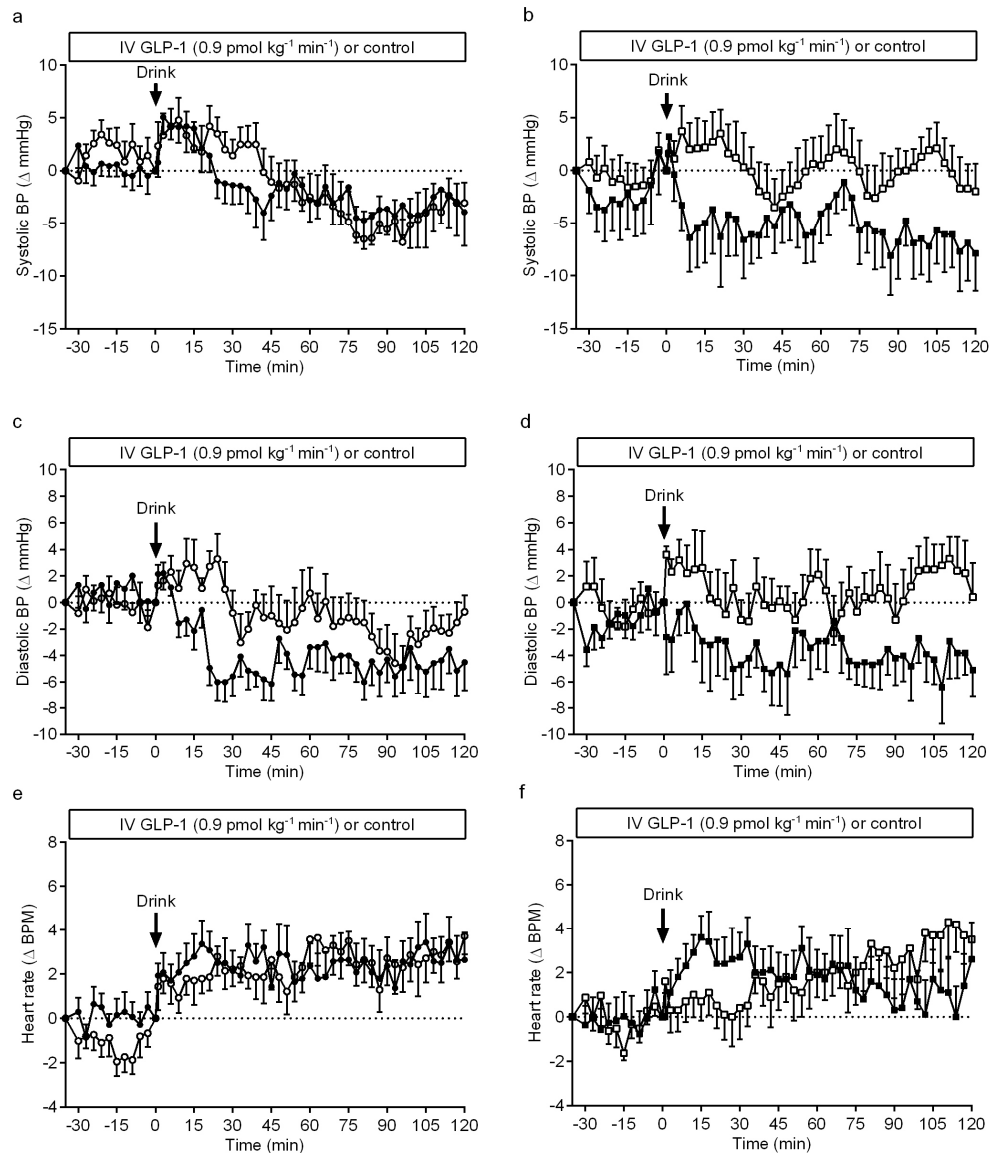 a
IV GLP-1 (0.9 pmol kg⁻¹ min⁻¹) or control
Drink
Systolic BP (Δ mmHg)
10
5
0
-5
-10
-15
-30 -15 0 15 30 45 60 75 90 105 120
Time (min)
b
IV GLP-1 (0.9 pmol kg⁻¹ min⁻¹) or control
Drink
Systolic BP (Δ mmHg)
10
5
0
-5
-10
-15
-30 -15 0 15 30 45 60 75 90 105 120
Time (min)
c
IV GLP-1 (0.9 pmol kg⁻¹ min⁻¹) or control
Drink
Diastolic BP (Δ mmHg)
10
8
6
4
2
0
-2
-4
-6
-8
-10
-30 -15 0 15 30 45 60 75 90 105 120
Time (min)
d
IV GLP-1 (0.9 pmol kg⁻¹ min⁻¹) or control
Drink
Diastolic BP (Δ mmHg)
10
8
6
4
2
0
-2
-4
-6
-8
-10
-30 -15 0 15 30 45 60 75 90 105 120
Time (min)
e
IV GLP-1 (0.9 pmol kg⁻¹ min⁻¹) or control
Drink
Heart rate (Δ BPM)
8
6
4
2
0
-2
-4
-30 -15 0 15 30 45 60 75 90 105 120
Time (min)
f
IV GLP-1 (0.9 pmol kg⁻¹ min⁻¹) or control
Drink
Heart rate (Δ BPM)
8
6
4
2
0
-2
-4
-30 -15 0 15 30 45 60 75 90 105 120
Time (min)